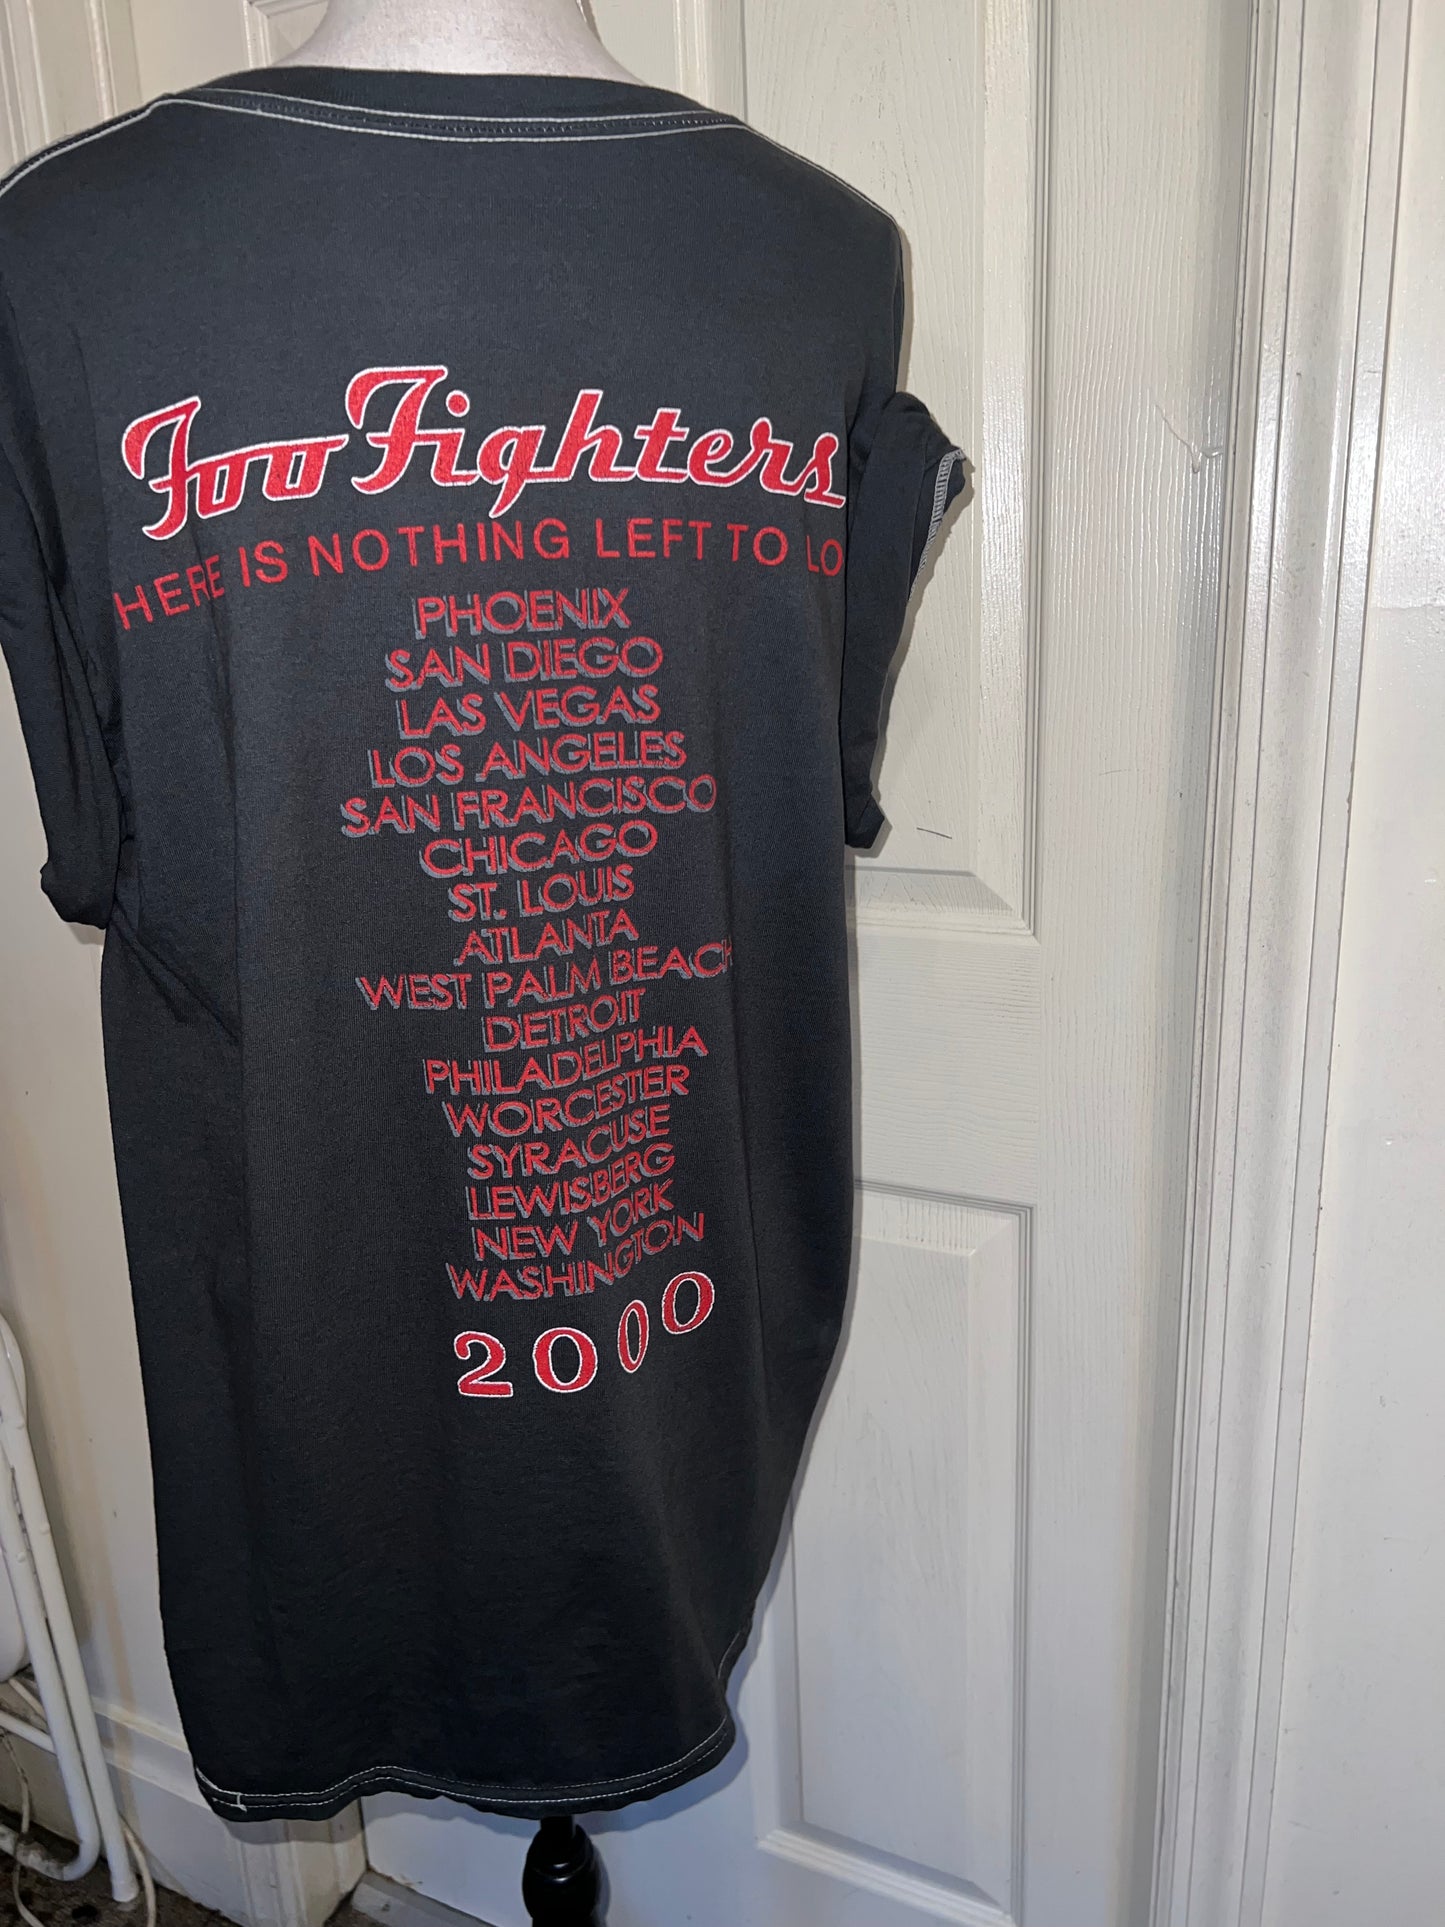 Foo Fighters
HERE IS NOTHING LEFT TO LO
PHOENIX
SAN DIEGO
LAS VEGAS
LOS ANGELES
SAN FRANCISCO
CHICAGO
ST. LOUIS
ATLANTA
WEST PALM BEACH
DETROIT
PHILADELPHIA
WORCESTER
SYRACUSE
LEWISBERG
NEW YORK
WASHINGTON
2000